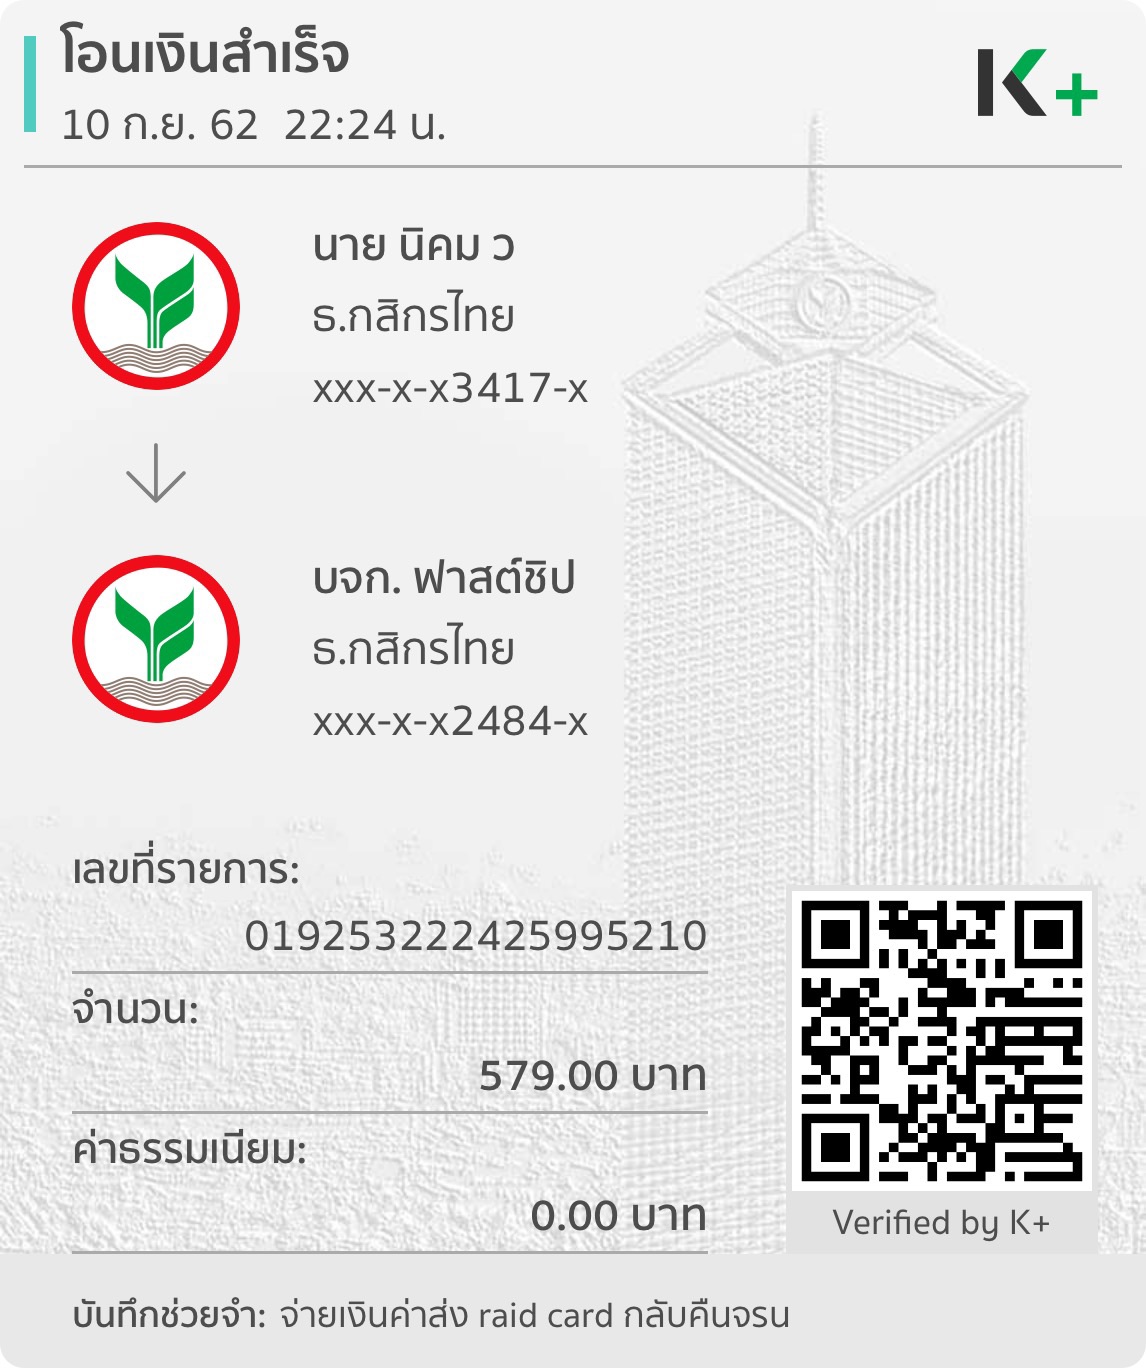 โอนเงินสำเร็จ
10 ก.ย. 62  22:24 น.
K+
นาย นิคม ว
ธ.กสิกรไทย
xxx-x-x3417-x
บจก. ฟาสต์ชิป
ธ.กสิกรไทย
xxx-x-x2484-x
เลขที่รายการ:
019253222425995210
จำนวน:
579.00 บาท
ค่าธรรมเนียม:
0.00 บาท
Verified by K+
บันทึกช่วยจำ: จ่ายเงินค่าส่ง raid card กลับคืนจรน